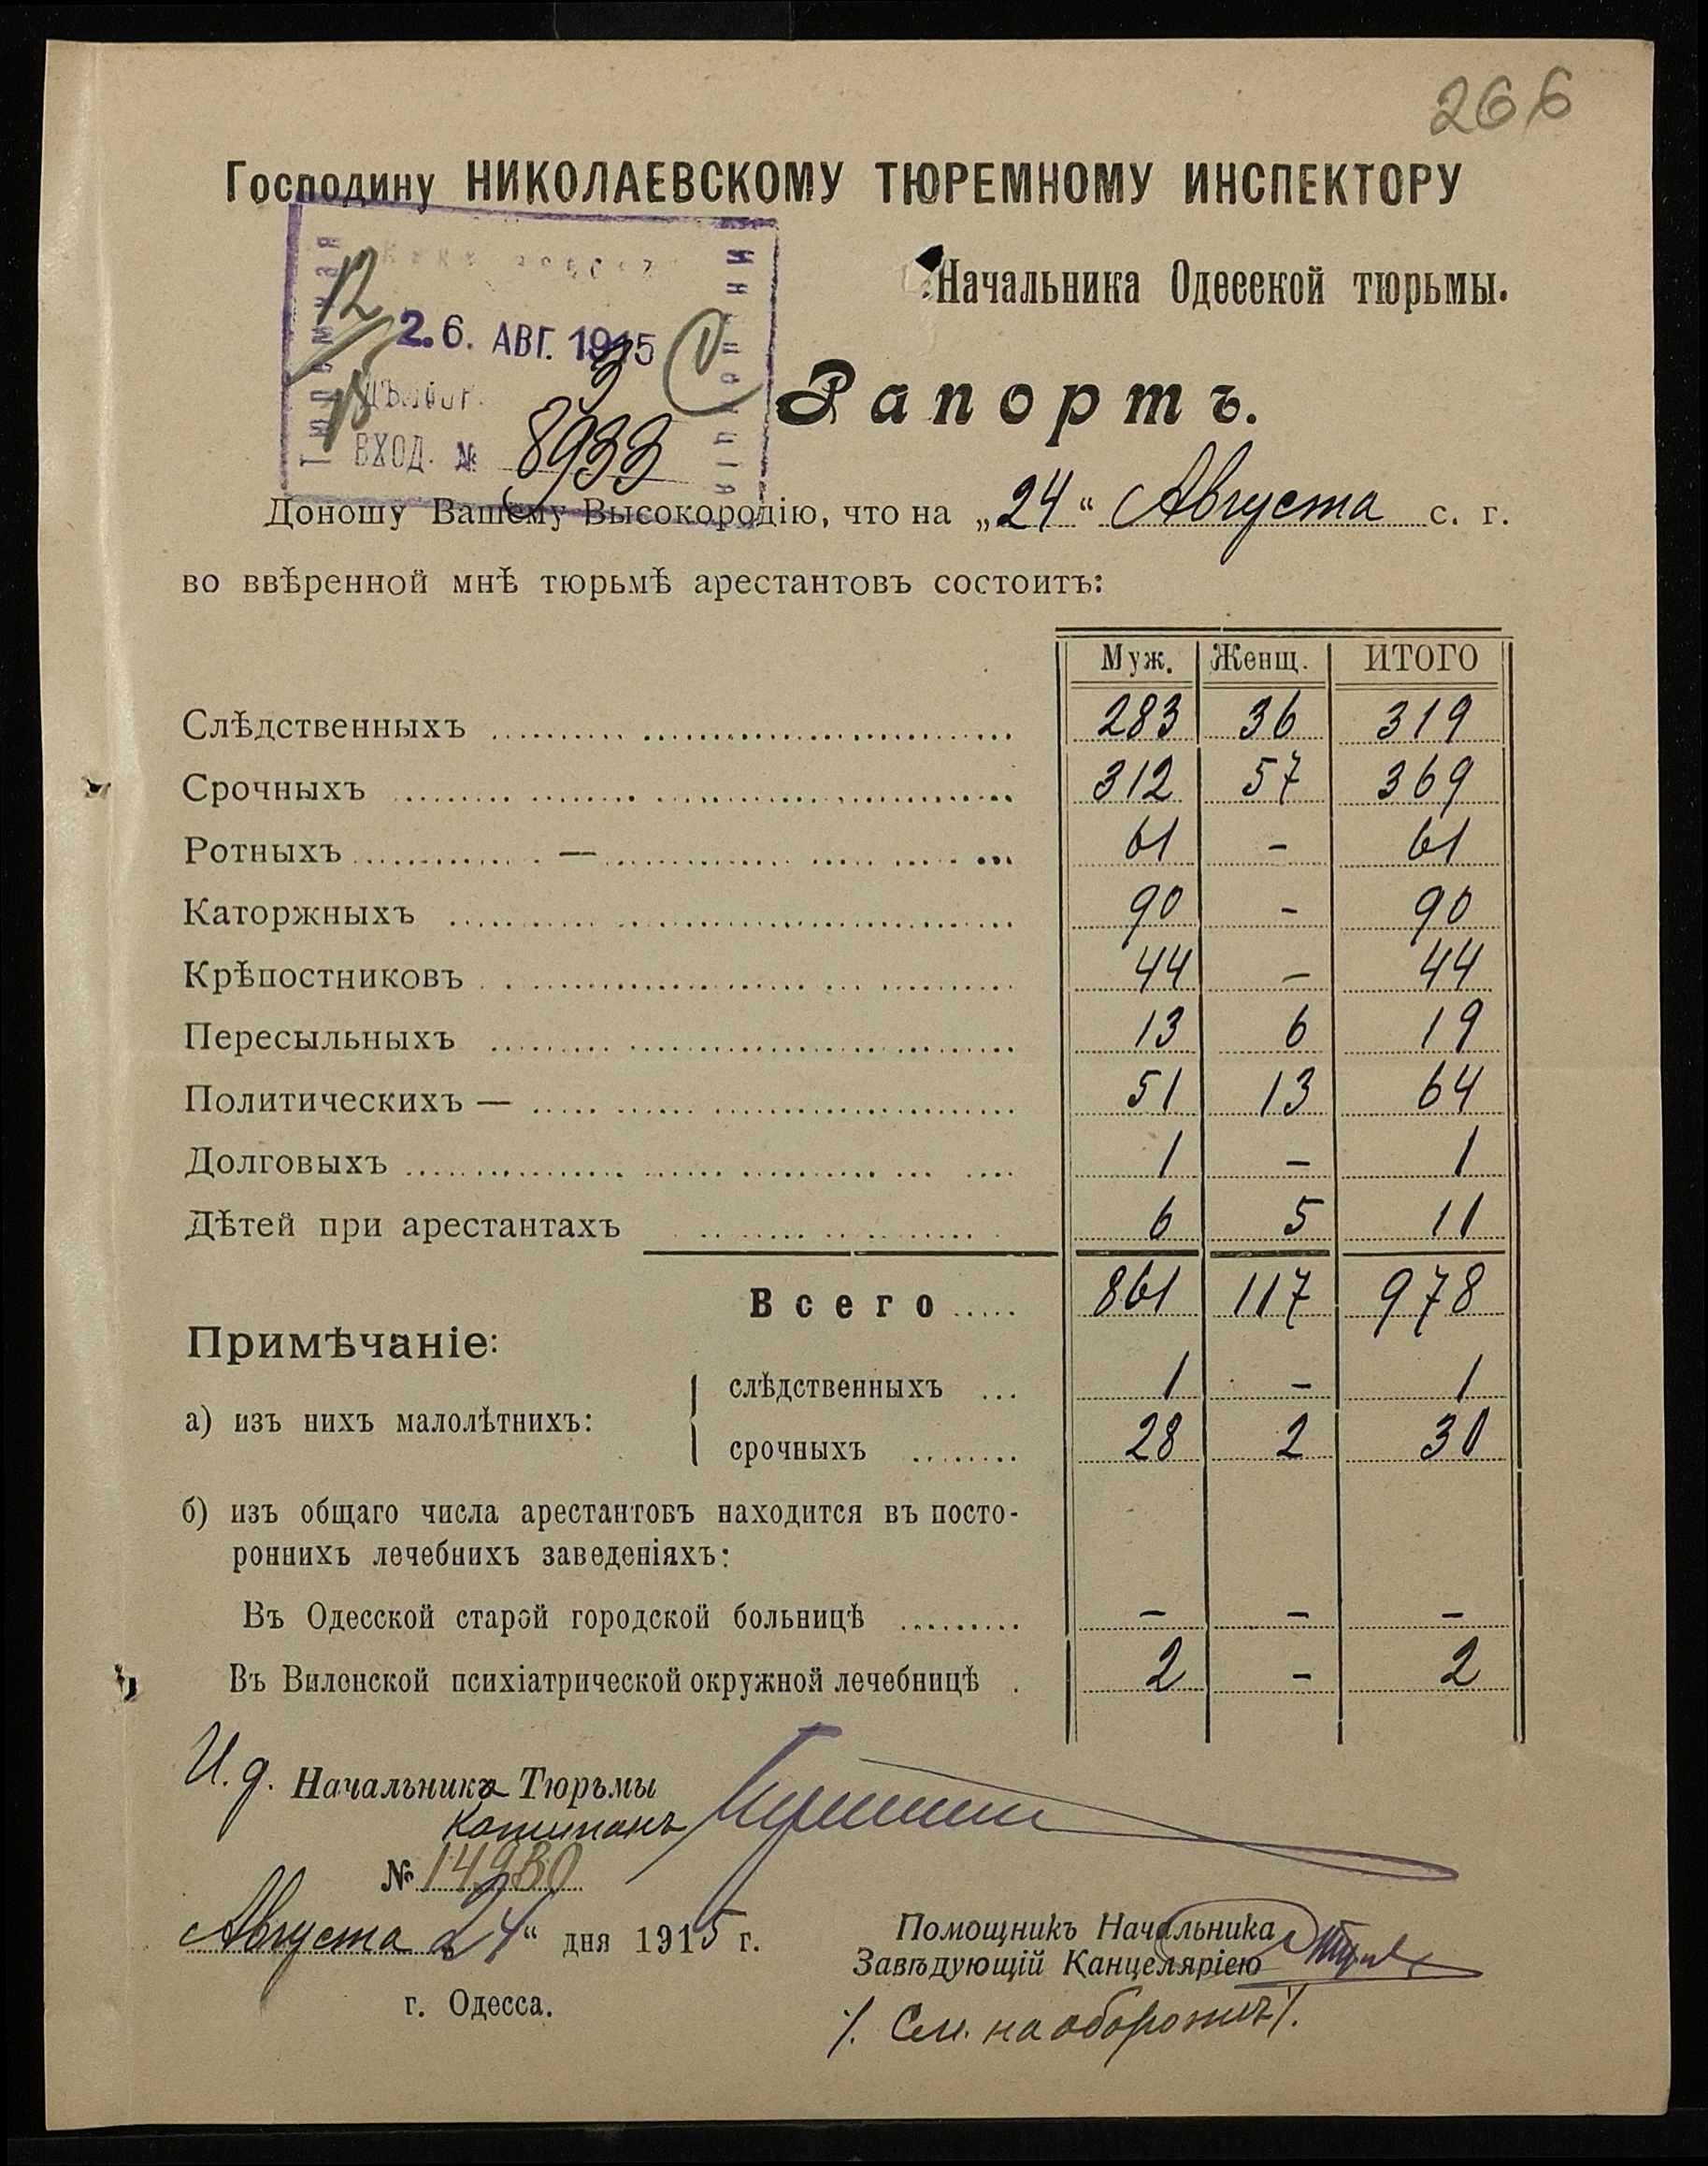 266
Господину НИКОЛАЕВСКОМУ ТЮРЕМНОМУ ИНСПЕКТОРУ
Начальника Одесской тюрьмы.
26. АВГ. 1915
ВХОД. № 8933
Рапортъ.
Доношу Вашему Высокородію, что на „24“ Августа с. г.
во ввѣренной мнѣ тюрьмѣ арестантовъ состоитъ:
Муж. Женщ. ИТОГО
Слѣдственныхъ 283 36 319
Срочныхъ 312 57 369
Ротныхъ — 61 - 61
Каторжныхъ 90 - 90
Крѣпостниковъ 44 - 44
Пересыльныхъ 13 6 19
Политическихъ — 51 13 64
Долговыхъ 1 - 1
Дѣтей при арестантахъ 6 5 11
Всего 861 117 978
Примѣчаніе:
а) изъ нихъ малолѣтнихъ:
слѣдственныхъ 1 - 1
срочныхъ 28 2 30
б) изъ общаго числа арестантовъ находится въ посто-
роннихъ лечебнихъ заведеніяхъ:
Въ Одесской старой городской больницѣ - - -
Въ Виленской психіатрической окружной лечебницѣ 2 - 2
И. д. Начальника Тюрьмы
Капитанъ
№
Августа 24“ дня 1915 г.
г. Одесса.
Помощникъ Начальника
Завѣдующій Канцеляріею
./. См. на оборотѣ ./.